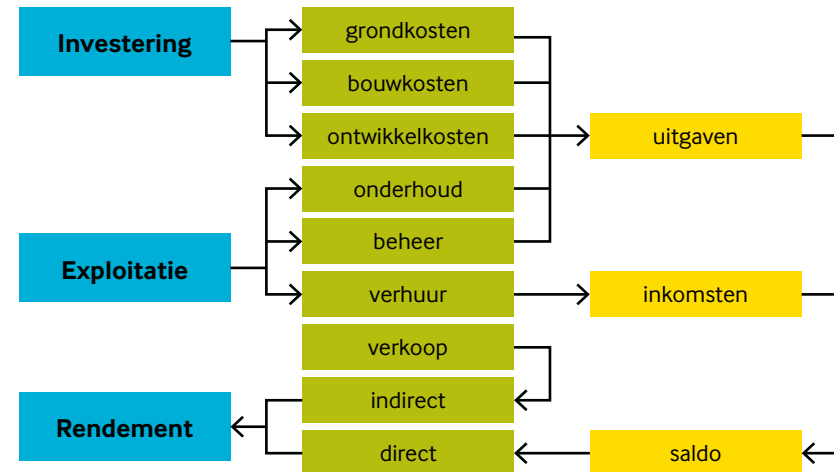 Investering
grondkosten
bouwkosten
ontwikkelkosten
uitgaven
onderhoud
beheer
Exploitatie
verhuur
inkomsten
verkoop
indirect
Rendement
direct
saldo